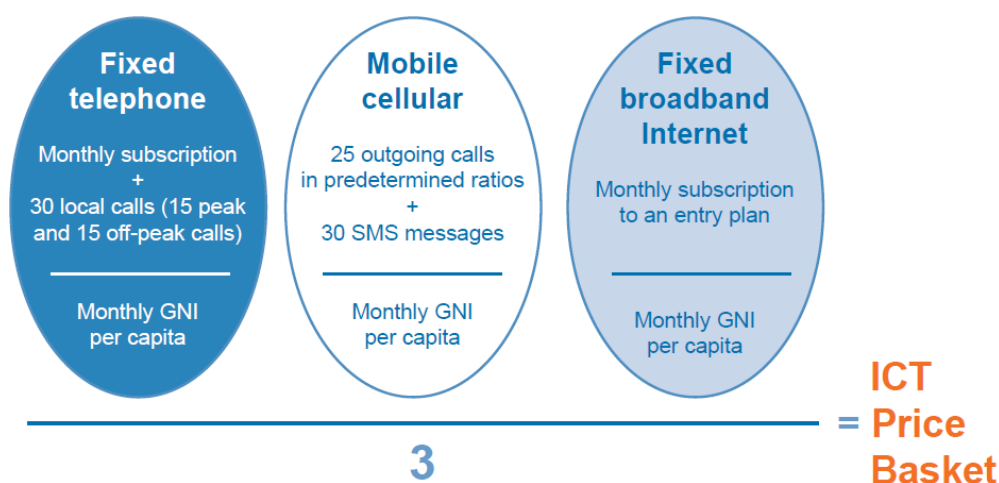 Fixed
telephone
Monthly subscription
+
30 local calls (15 peak
and 15 off-peak calls)
Monthly GNI
per capita
Mobile
cellular
25 outgoing calls
in predetermined ratios
+
30 SMS messages
Monthly GNI
per capita
Fixed
broadband
Internet
Monthly subscription
to an entry plan
Monthly GNI
per capita
3
=
ICT
Price
Basket